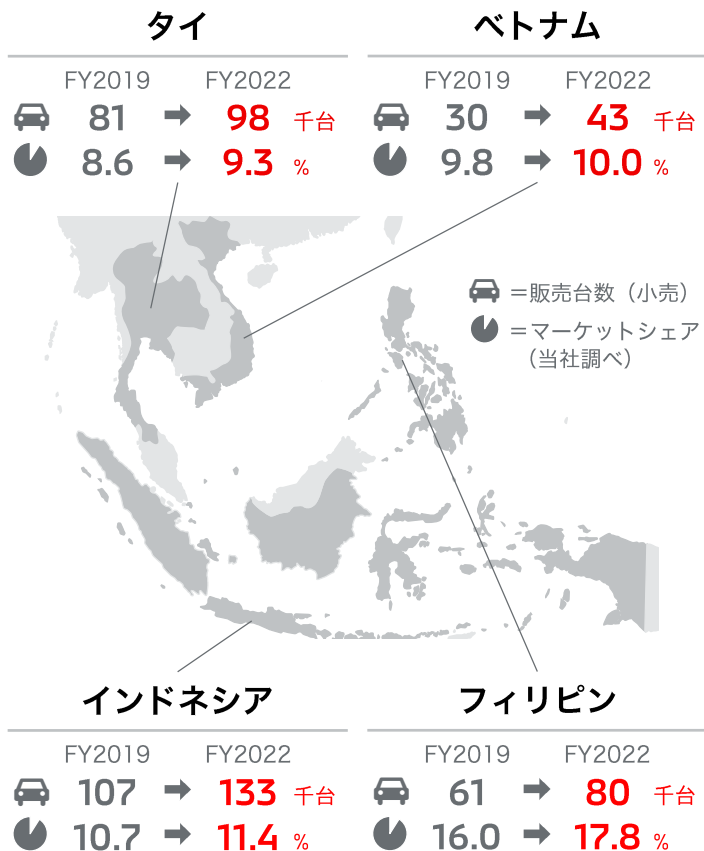 タイ
FY2019 FY2022
81 98 千台
8.6 9.3 %
ベトナム
FY2019 FY2022
30 43 千台
9.8 10.0 %
=販売台数（小売）
=マーケットシェア
（当社調べ）
インドネシア
FY2019 FY2022
107 133 千台
10.7 11.4 %
フィリピン
FY2019 FY2022
61 80 千台
16.0 17.8 %